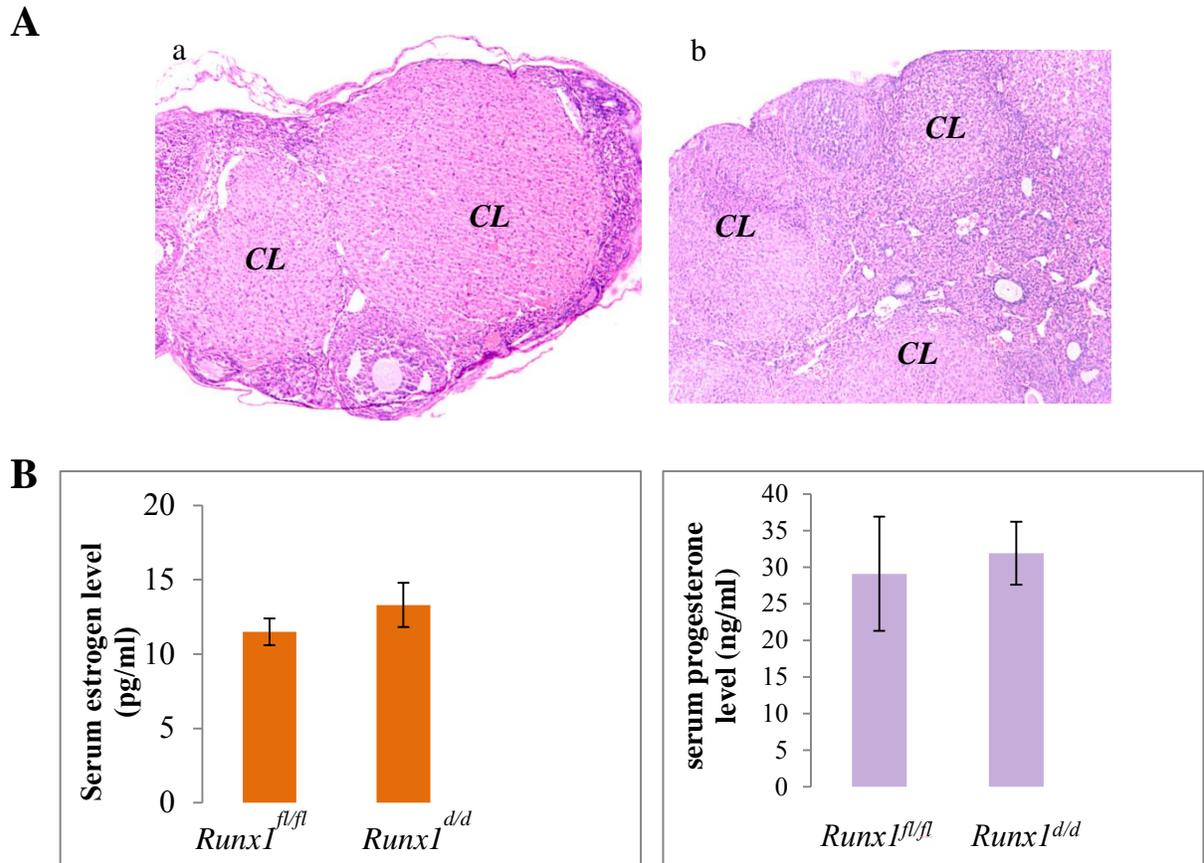 A
a
b
CL
CL
CL
CL
CL
B
Serum estrogen level
(pg/ml)
20
15
10
5
0
Runx1fl/fl
Runx1d/d
serum progesterone
level (ng/ml)
40
35
30
25
20
15
10
5
0
Runx1fl/fl
Runx1d/d